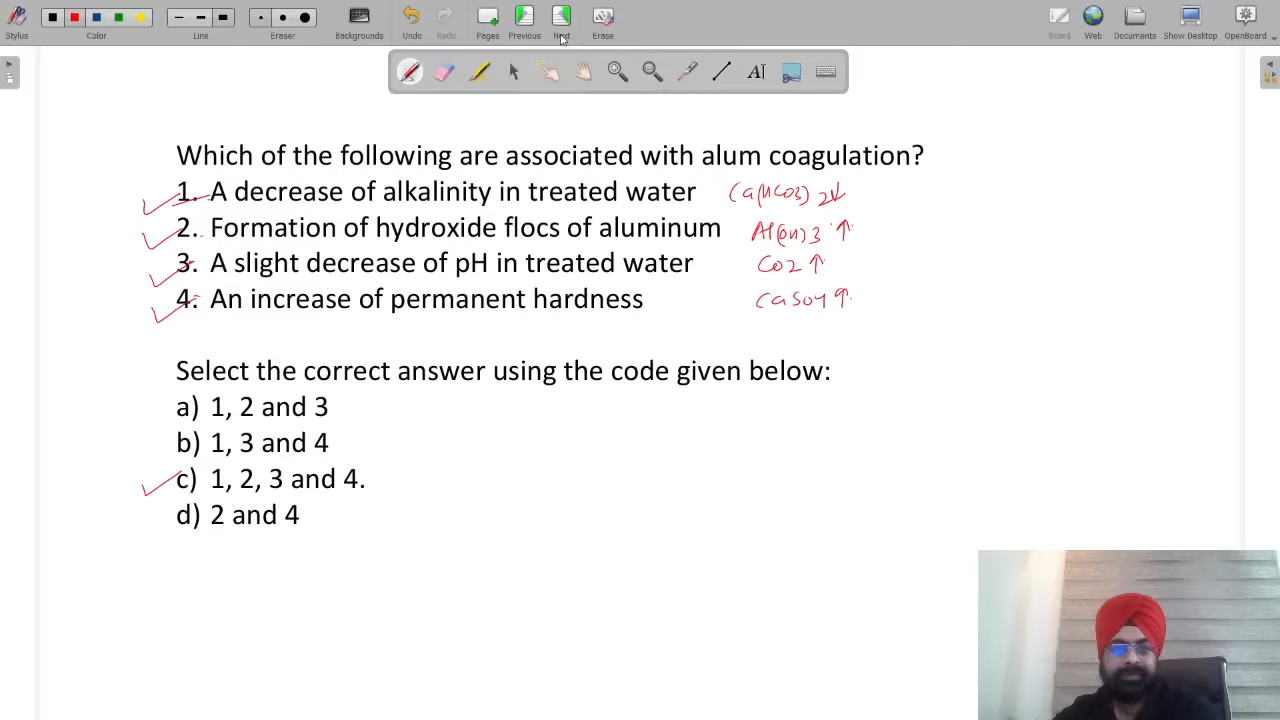 Stylus Color Line Eraser Backgrounds Undo Redo Pages Previous Next Erase Board Web Documents Show Desktop OpenBoard
Which of the following are associated with alum coagulation?
1. A decrease of alkalinity in treated water Ca(HCO3)2↓
2. Formation of hydroxide flocs of aluminum Al(OH)3 ↑
3. A slight decrease of pH in treated water CO2 ↑
4. An increase of permanent hardness CaSO4 ↑
Select the correct answer using the code given below:
a) 1, 2 and 3
b) 1, 3 and 4
c) 1, 2, 3 and 4.
d) 2 and 4